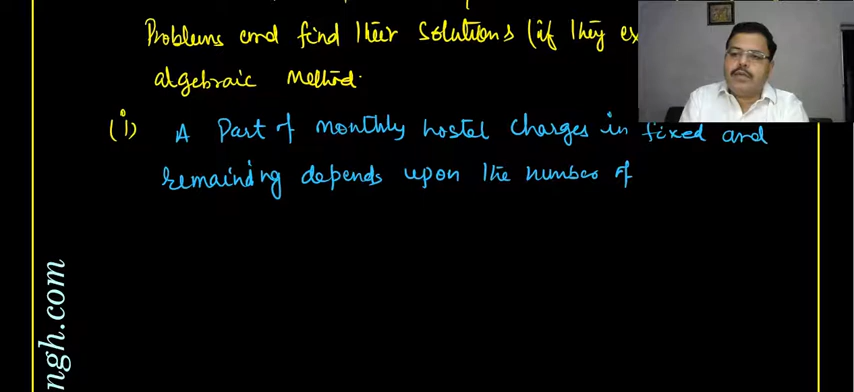 Problems and find their solutions (if they ex
algebraic method.
(i) A part of monthly hostel charges in fixed and
remaining depends upon the number of
ngh.com